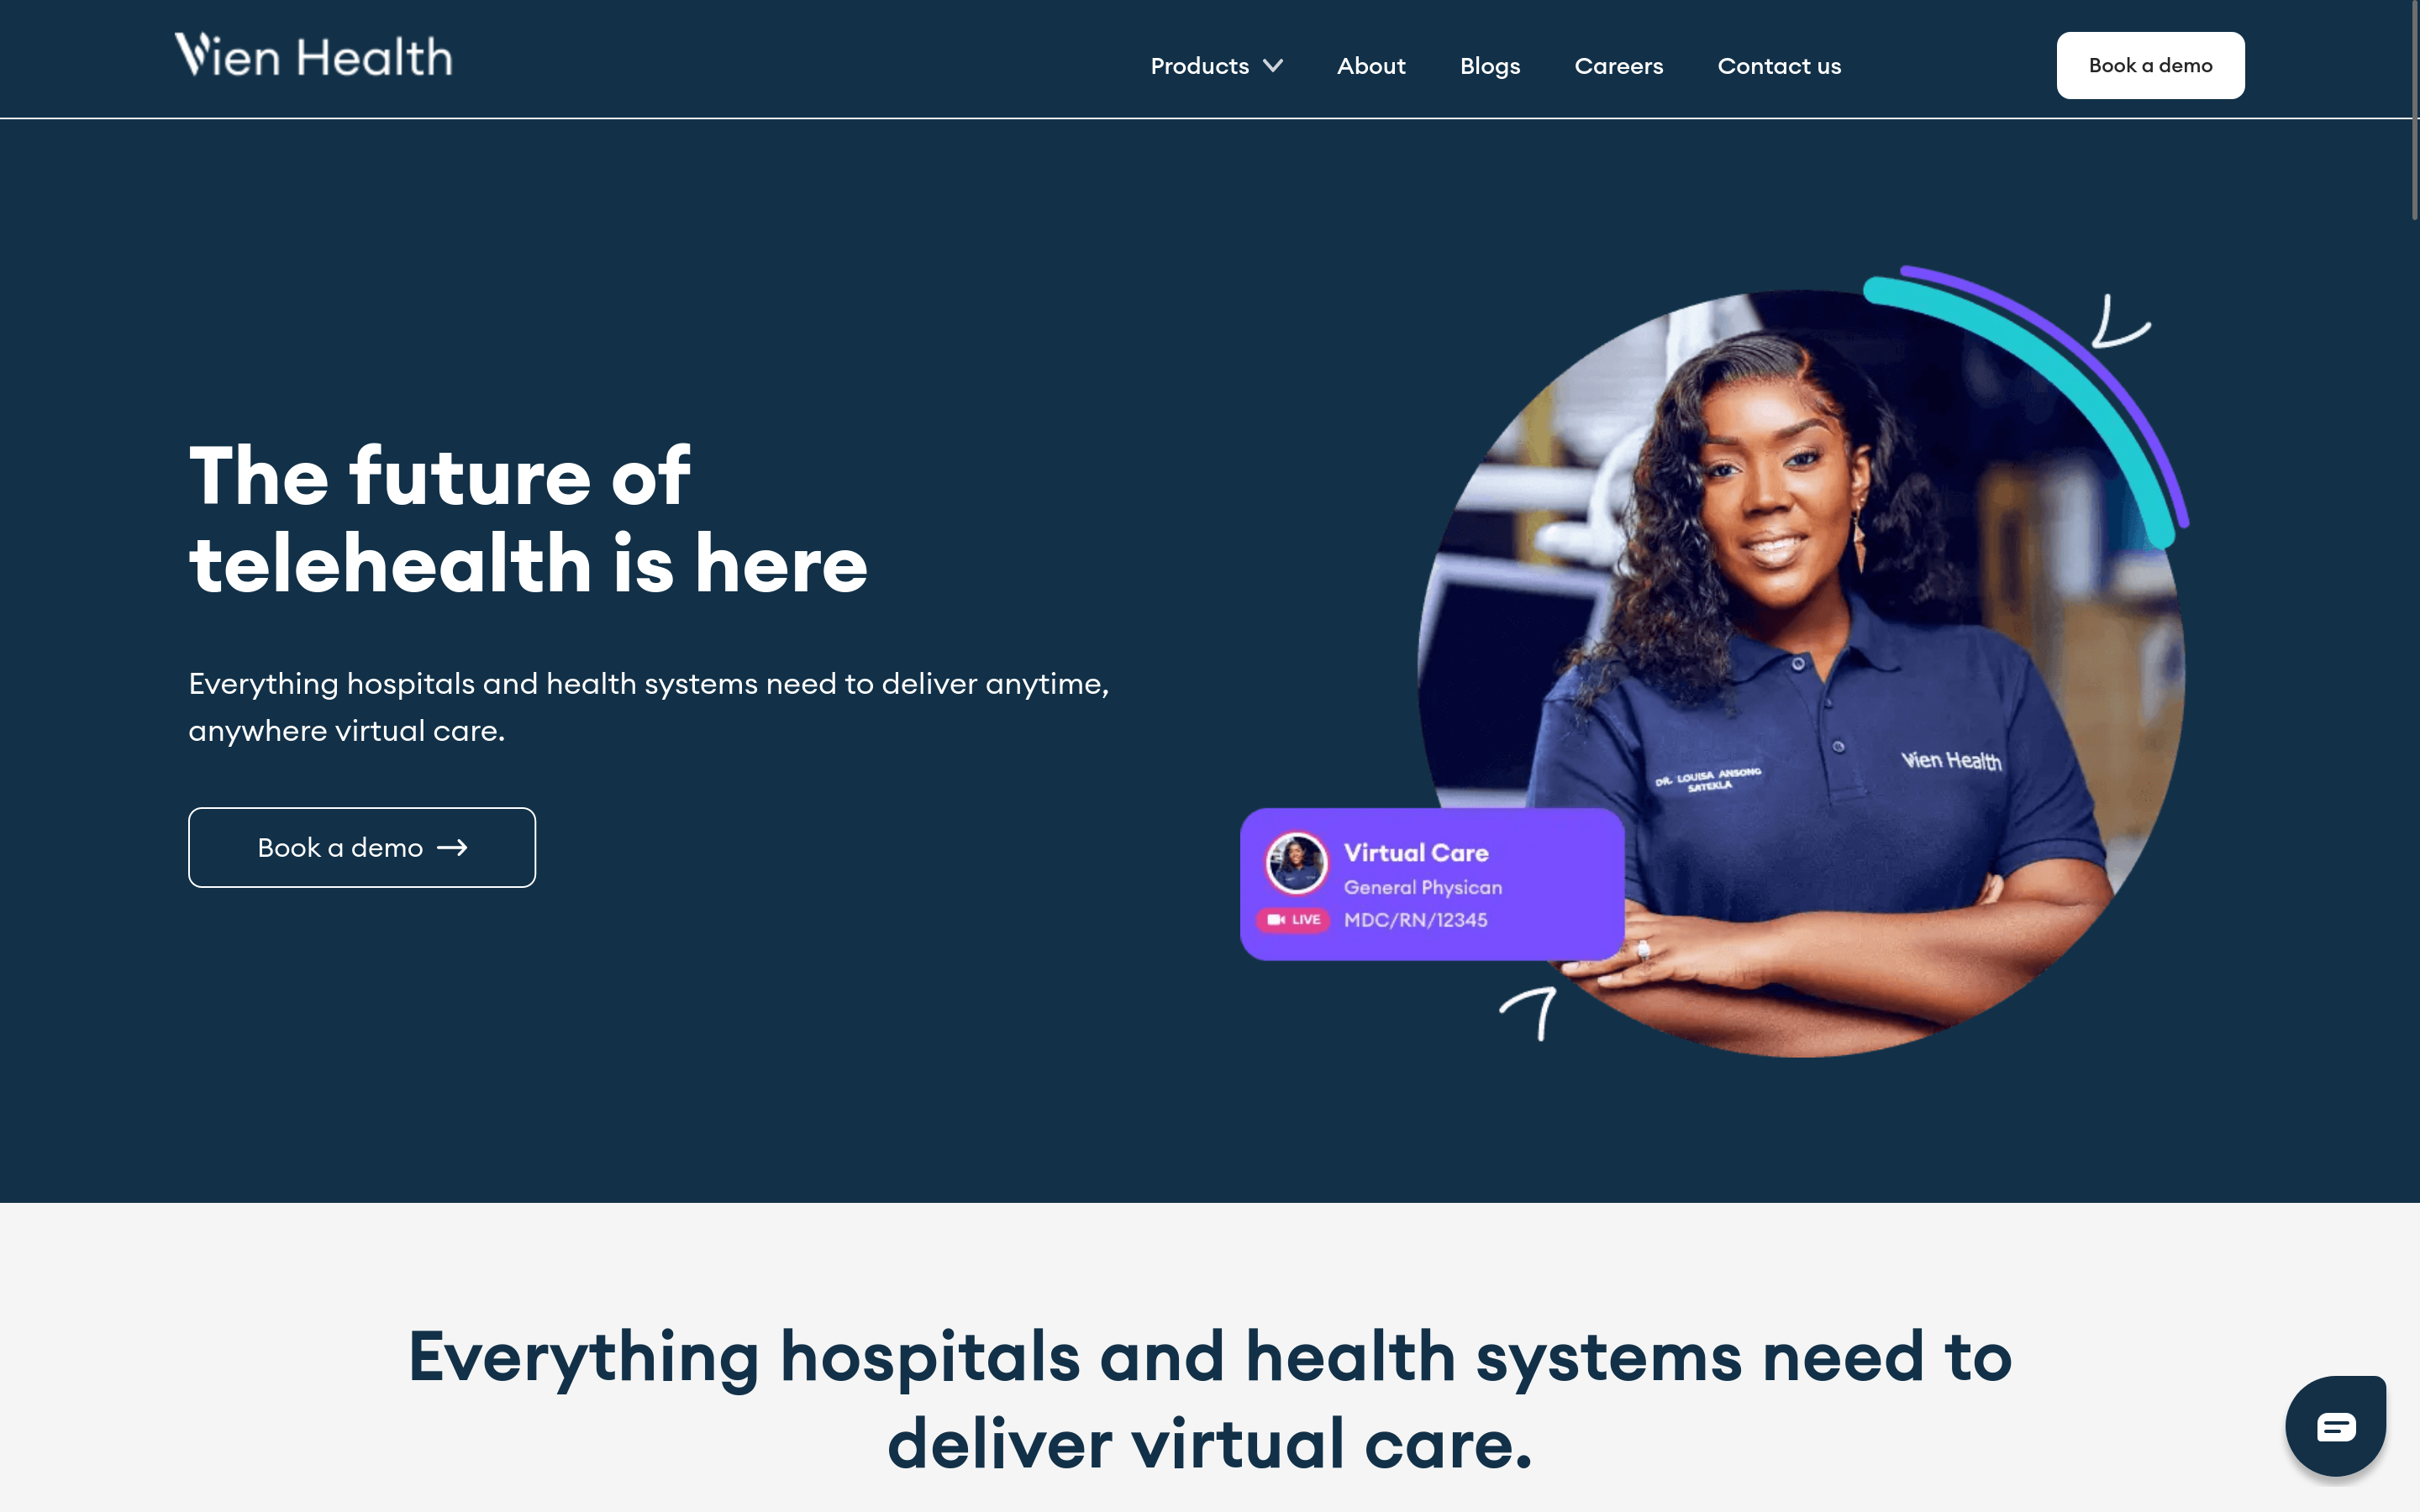 Vien Health
Products
About
Blogs
Careers
Contact us
Book a demo
The future of
telehealth is here
Everything hospitals and health systems need to deliver anytime,
anywhere virtual care.
Book a demo
Vien Health
DR. LOUISA ANSONG
SATEKLA
Virtual Care
General Physican
LIVE
MDC/RN/12345
Everything hospitals and health systems need to
deliver virtual care.